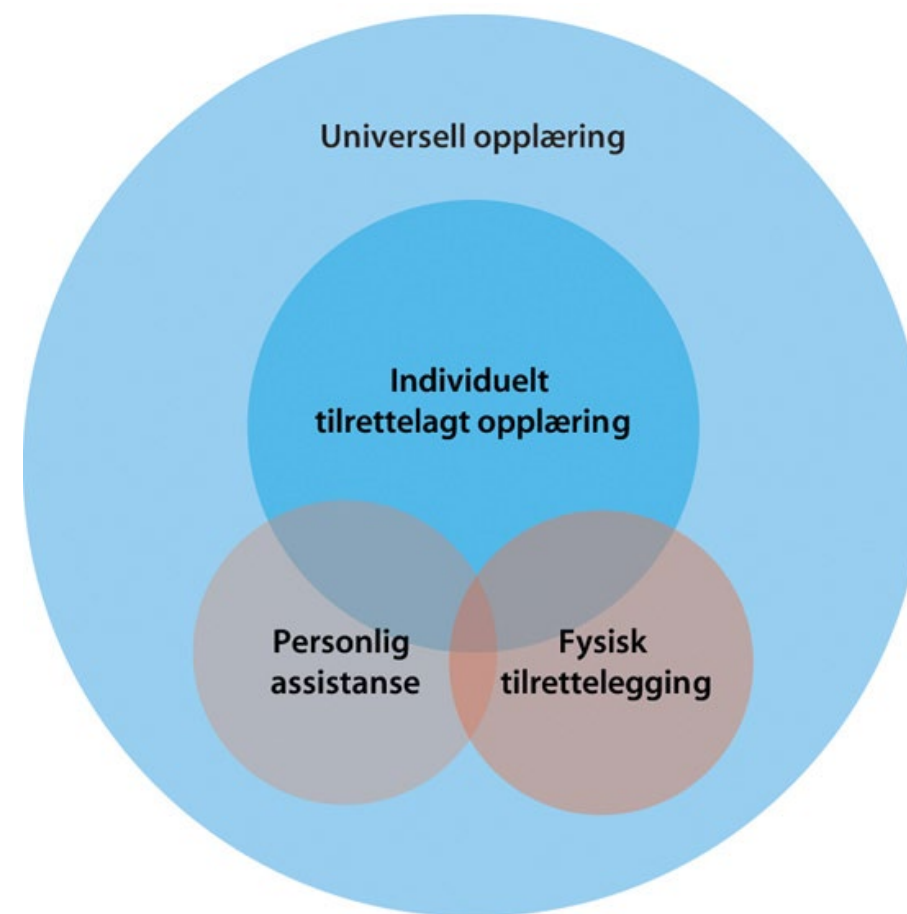 Universell opplæring
Individuelt
tilrettelagt opplæring
Personlig
assistanse
Fysisk
tilrettelegging